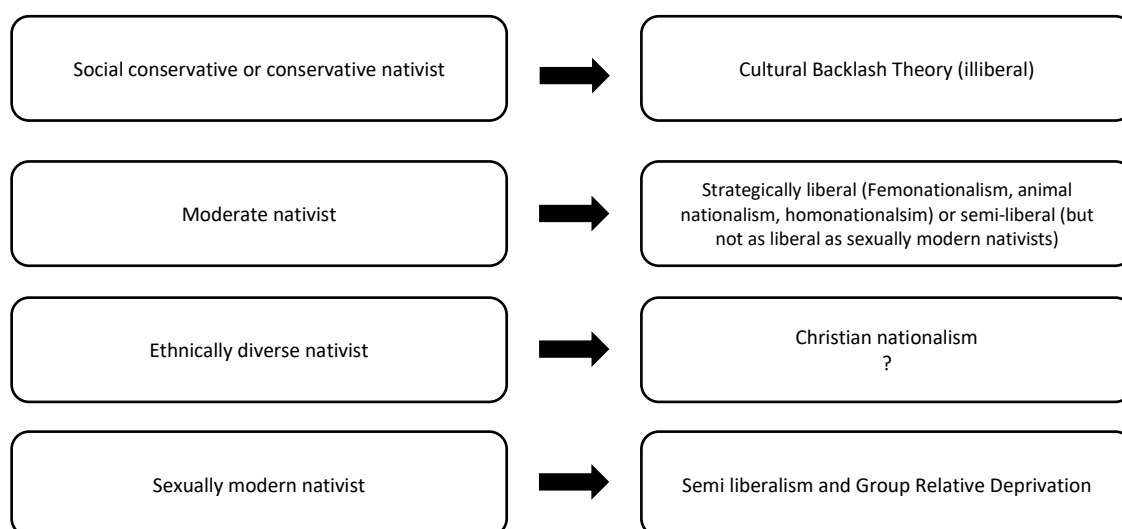 Social conservative or conservative nativist
Cultural Backlash Theory (illiberal)
Moderate nativist
Strategically liberal (Femonationalism, animal
nationalism, homonationalsim) or semi-liberal (but
not as liberal as sexually modern nativists)
Ethnically diverse nativist
Christian nationalism
?
Sexually modern nativist
Semi liberalism and Group Relative Deprivation